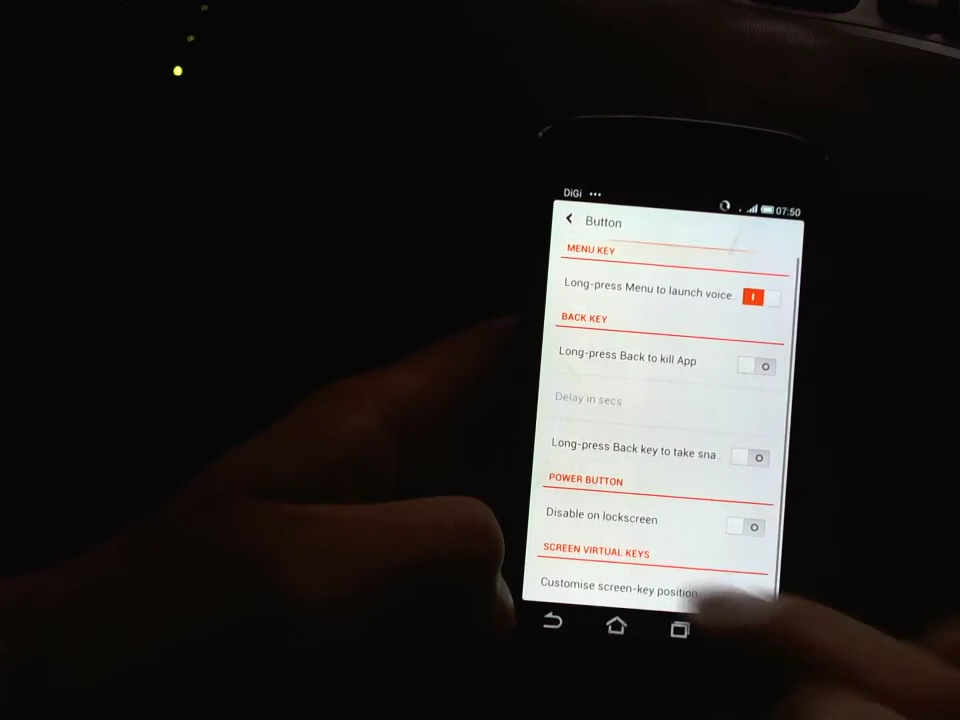 DiGi ... 07:50
Button
MENU KEY
Long-press Menu to launch voice..
BACK KEY
Long-press Back to kill App
Delay in secs
Long-press Back key to take sna..
POWER BUTTON
Disable on lockscreen
SCREEN VIRTUAL KEYS
Customise screen-key position